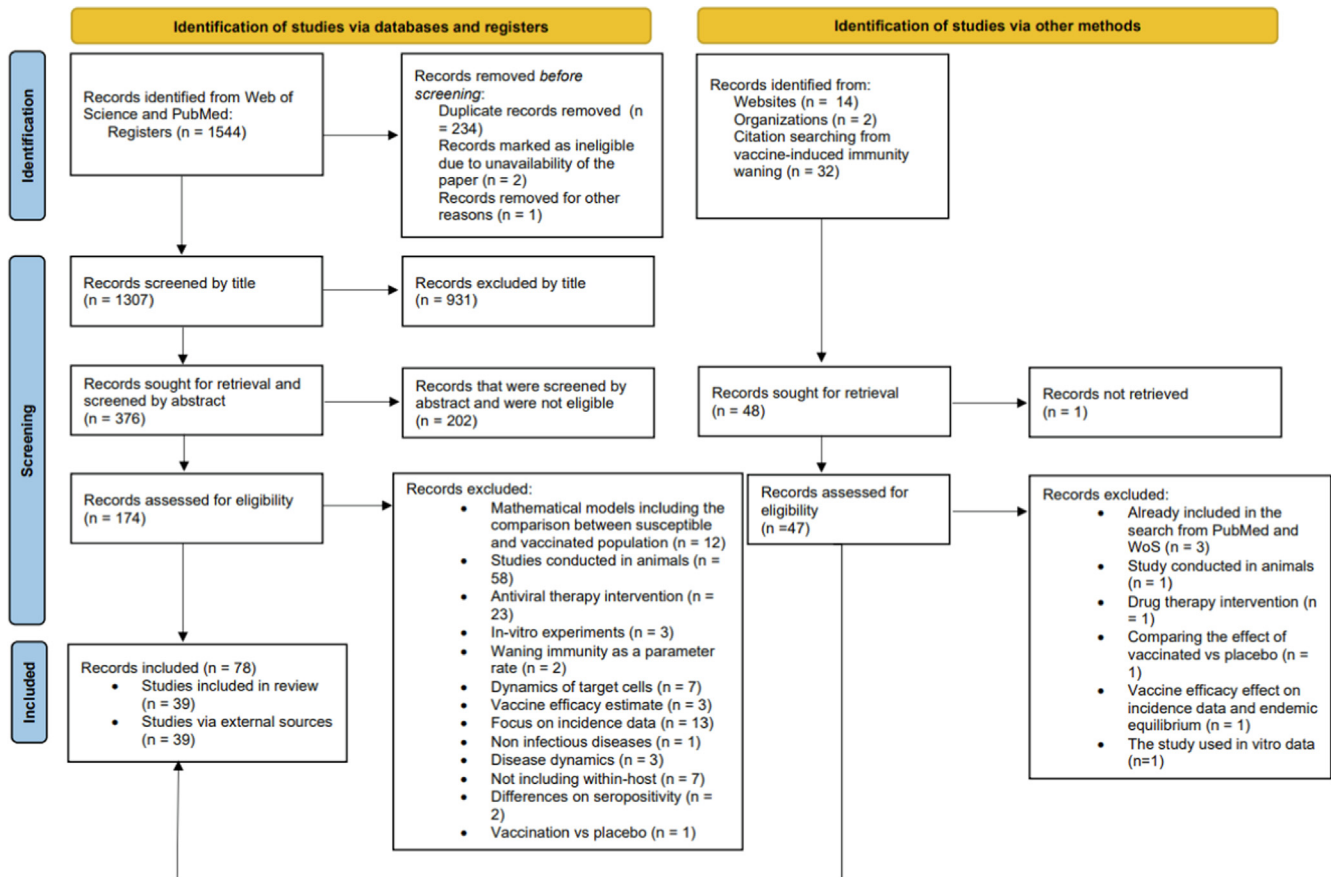 Identification of studies via databases and registers
Identification of studies via other methods
Identification
Records identified from Web of
Science and PubMed:
Registers (n = 1544)
Records removed before
screening:
Duplicate records removed (n
= 234)
Records marked as ineligible
due to unavailability of the
paper (n = 2)
Records removed for other
reasons (n = 1)
Records identified from:
Websites (n = 14)
Organizations (n = 2)
Citation searching from
vaccine-induced immunity
waning (n = 32)
Screening
Records screened by title
(n = 1307)
Records excluded by title
(n = 931)
Records sought for retrieval and
screened by abstract
(n = 376)
Records that were screened by
abstract and were not eligible
(n = 202)
Records sought for retrieval
(n = 48)
Records not retrieved
(n = 1)
Records assessed for eligibility
(n = 174)
Records excluded:
• Mathematical models including the
comparison between susceptible
and vaccinated population (n = 12)
• Studies conducted in animals (n =
58)
• Antiviral therapy intervention (n =
23)
• In-vitro experiments (n = 3)
• Waning immunity as a parameter
rate (n = 2)
• Dynamics of target cells (n = 7)
• Vaccine efficacy estimate (n = 3)
• Focus on incidence data (n = 13)
• Non infectious diseases (n = 1)
• Disease dynamics (n = 3)
• Not including within-host (n = 7)
• Differences on seropositivity (n =
2)
• Vaccination vs placebo (n = 1)
Records assessed for
eligibility
(n =47)
Records excluded:
• Already included in the
search from PubMed and
WoS (n = 3)
• Study conducted in animals
(n = 1)
• Drug therapy intervention (n
= 1)
• Comparing the effect of
vaccinated vs placebo (n =
1)
• Vaccine efficacy effect on
incidence data and endemic
equilibrium (n = 1)
• The study used in vitro data
(n=1)
Included
Records included (n = 78)
• Studies included in review
(n = 39)
• Studies via external sources
(n = 39)